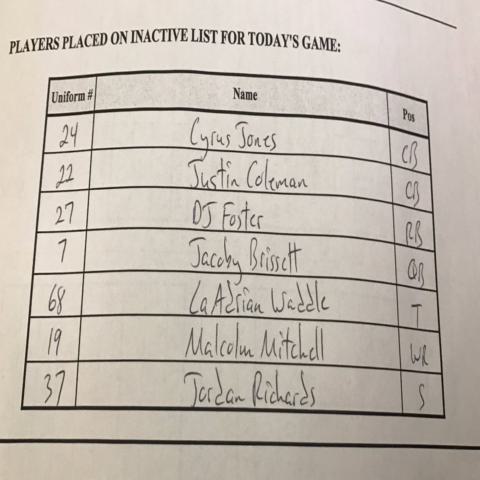 PLAYERS PLACED ON INACTIVE LIST FOR TODAY'S GAME:
Uniform # Name Pos
24 Cyrus Jones CB
22 Justin Coleman CB
27 DJ Foster RB
7 Jacoby Brissett QB
68 LaAdrian Waddle T
19 Malcolm Mitchell WR
37 Jordan Richards S